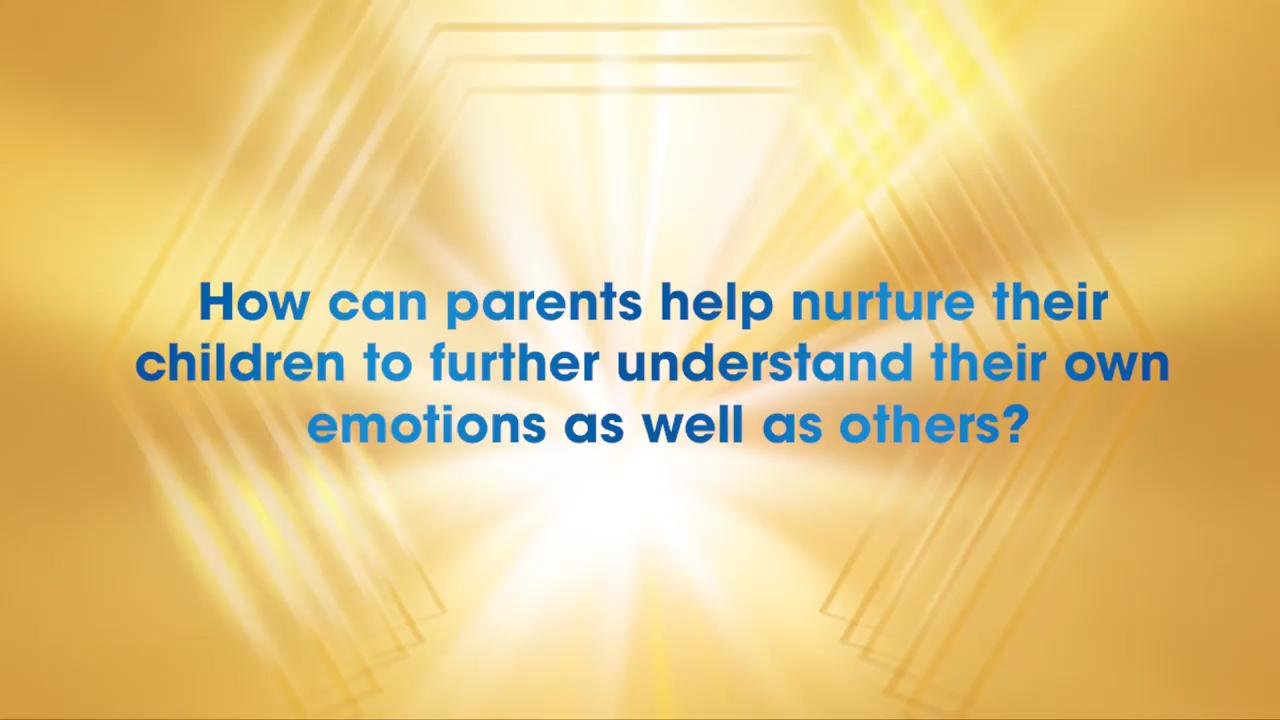 How can parents help nurture their
children to further understand their own
emotions as well as others?